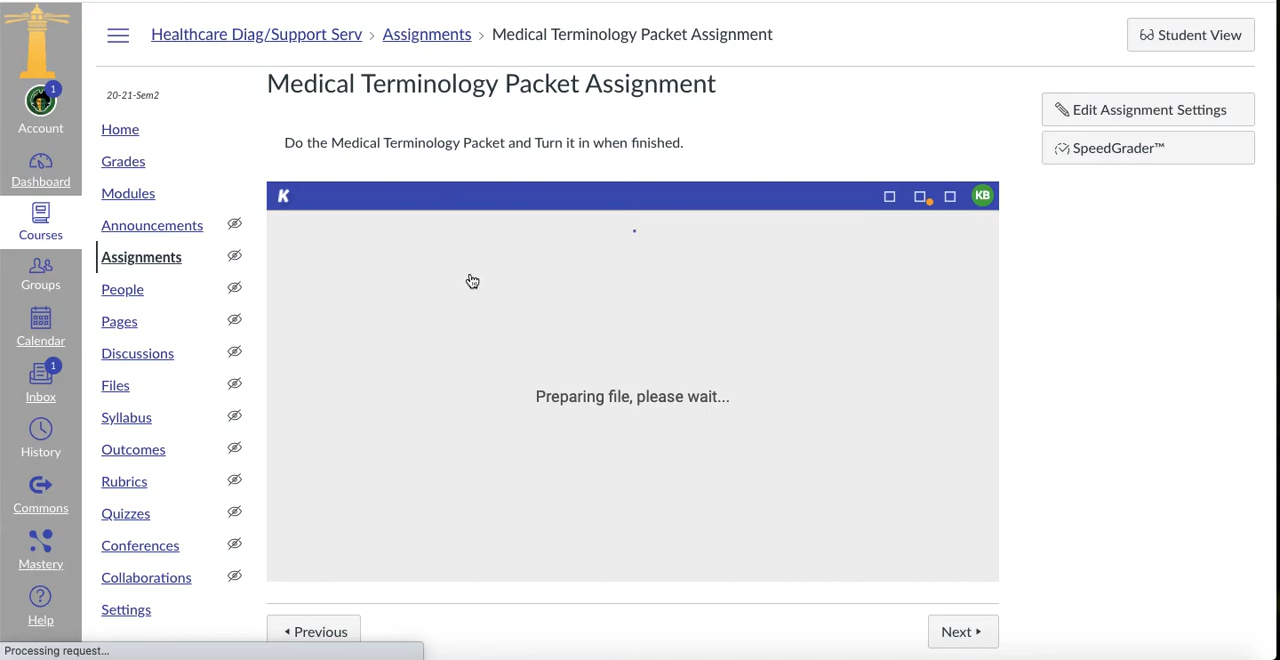 Healthcare Diag/Support Serv › Assignments › Medical Terminology Packet Assignment
Student View
1
Account
Dashboard
Courses
Groups
Calendar
1
Inbox
History
Commons
Mastery
Help
20-21-Sem2
Home
Grades
Modules
Announcements
Assignments
People
Pages
Discussions
Files
Syllabus
Outcomes
Rubrics
Quizzes
Conferences
Collaborations
Settings
Medical Terminology Packet Assignment
Do the Medical Terminology Packet and Turn it in when finished.
K
KB
Preparing file, please wait...
Previous
Next
Edit Assignment Settings
SpeedGrader™
Processing request...